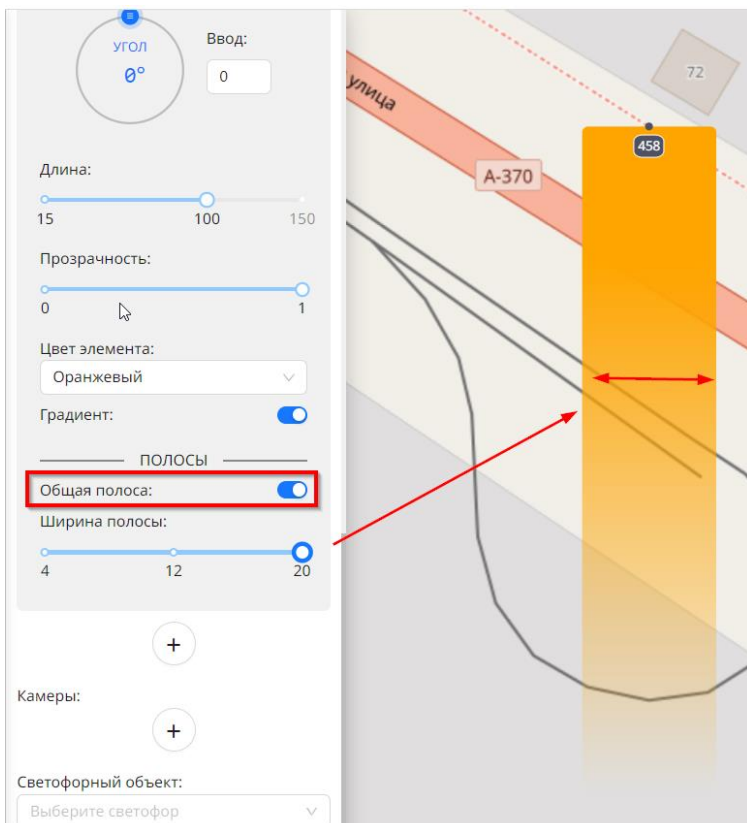 УГОЛ
0°
Ввод:
0
Длина:
15 100 150
Прозрачность:
0 1
Цвет элемента:
Оранжевый
Градиент:
ПОЛОСЫ
Общая полоса:
Ширина полосы:
4 12 20
+
Камеры:
+
Светофорный объект:
Выберите светофор
улица
72
458
А-370